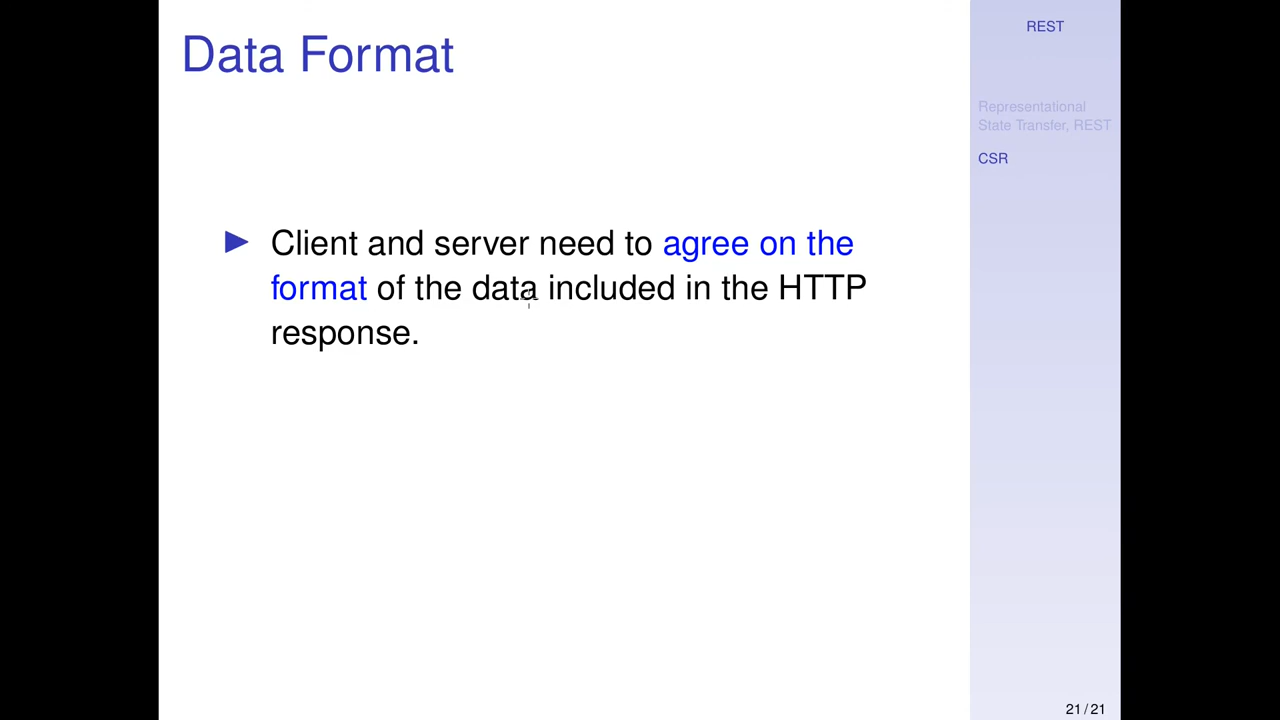 Data Format
Client and server need to agree on the
format of the data included in the HTTP
response.
REST
Representational
State Transfer, REST
CSR
21 / 21